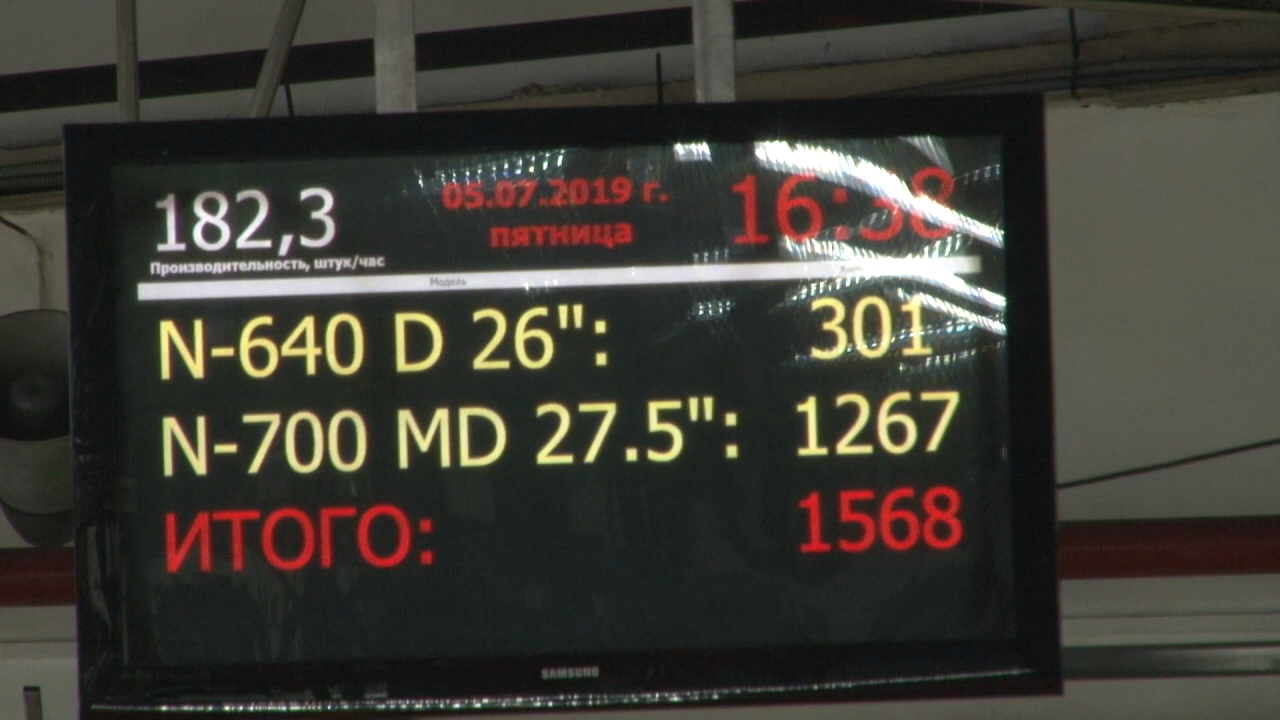 182,3
05.07.2019 г.
пятница
16:38
Производительность, штук/час
Модель
N-640 D 26": 301
N-700 MD 27.5": 1267
ИТОГО: 1568
SAMSUNG